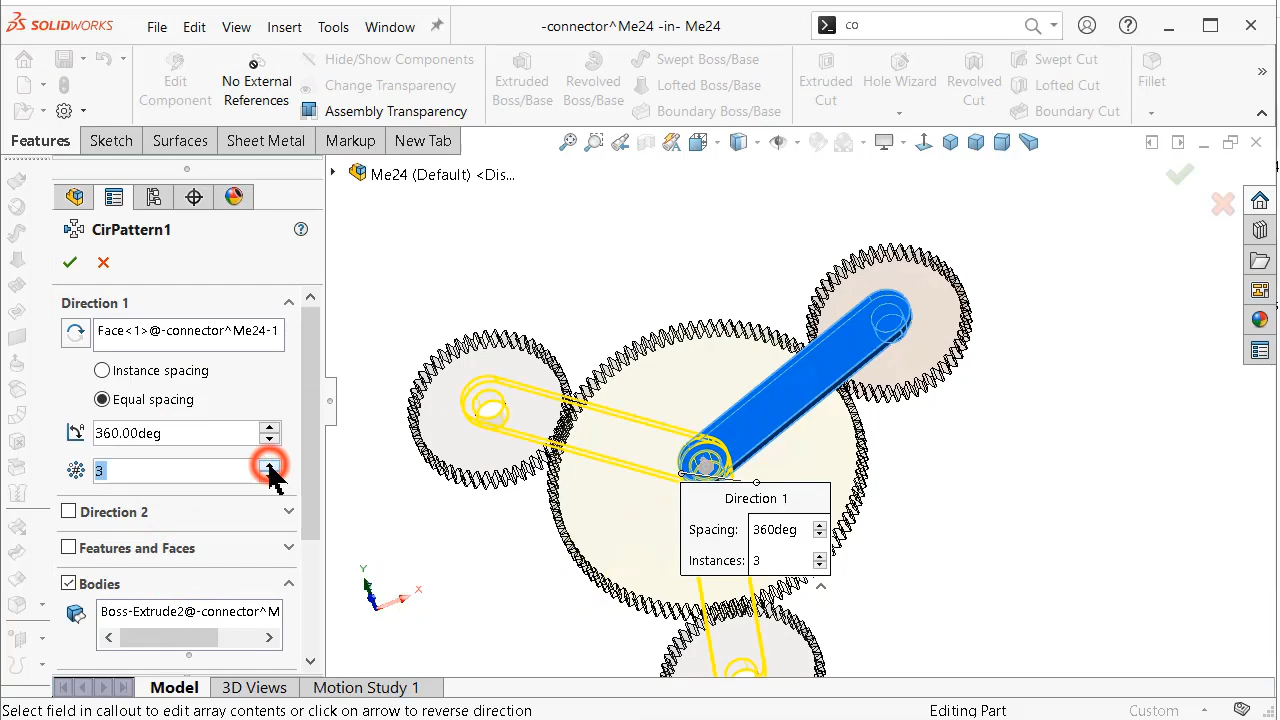 SOLIDWORKS
File
Edit
View
Insert
Tools
Window
-connector^Me24 -in- Me24
co
Edit
Component
No External
References
Hide/Show Components
Change Transparency
Assembly Transparency
Extruded
Boss/Base
Revolved
Boss/Base
Swept Boss/Base
Lofted Boss/Base
Boundary Boss/Base
Extruded
Cut
Hole Wizard
Revolved
Cut
Swept Cut
Lofted Cut
Boundary Cut
Fillet
Features
Sketch
Surfaces
Sheet Metal
Markup
Evaluate
New Tab
Me24 (Default) <Dis...
CirPattern1
Direction 1
Face<1>@-connector^Me24-1
Instance spacing
Equal spacing
360.00deg
3
Direction 2
Features and Faces
Bodies
Boss-Extrude2@-connector^M
Direction 1
Spacing: 360deg
Instances: 3
Y
X
Model
3D Views
Motion Study 1
Select field in callout to edit array contents or click on arrow to reverse direction
Editing Part
Custom